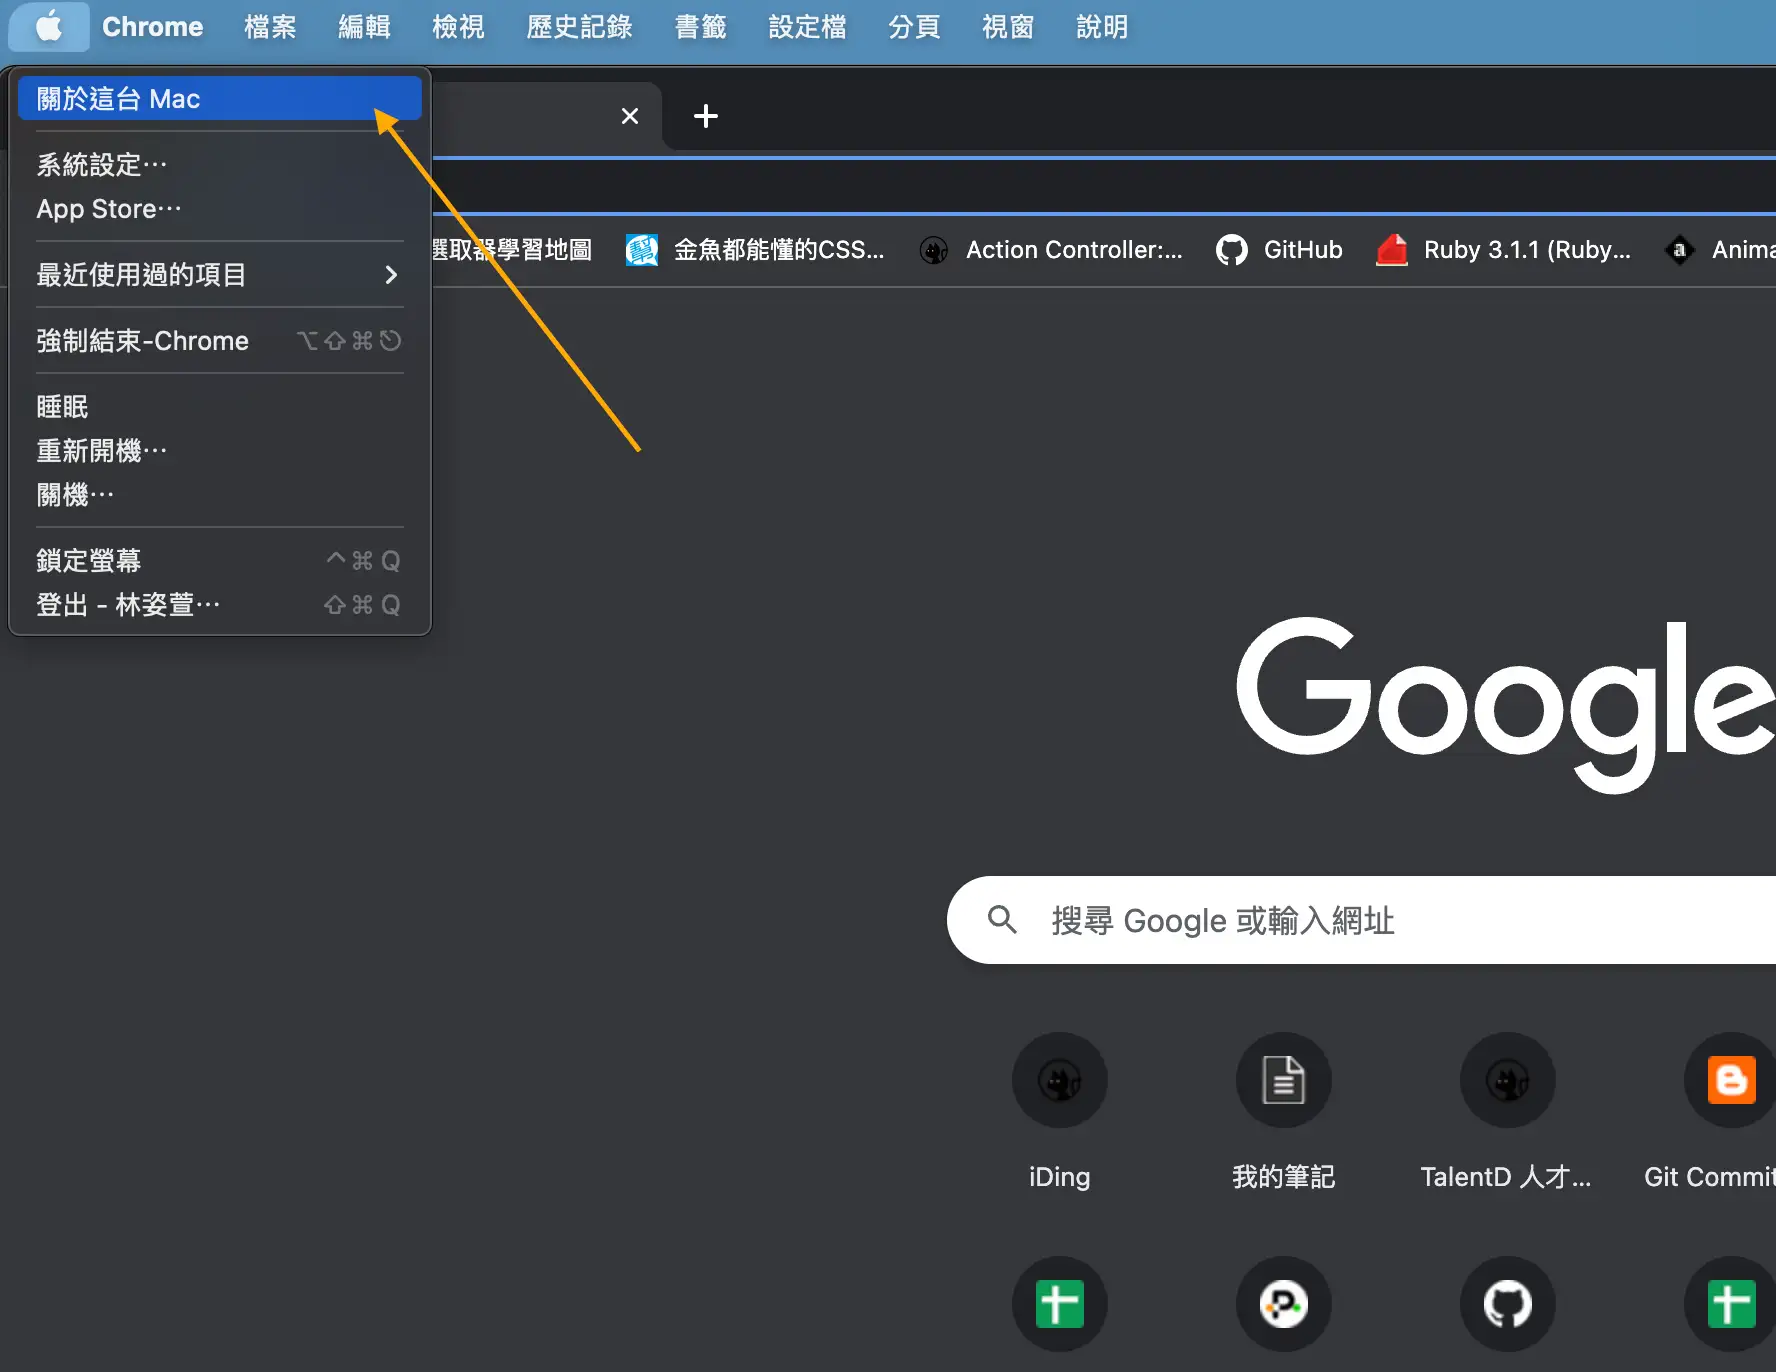 Chrome 檔案 編輯 檢視 歷史記錄 書籤 設定檔 分頁 視窗 說明
關於這台 Mac
系統設定⋯
App Store⋯
最近使用過的項目
強制結束-Chrome ⌥⇧⌘⎋
睡眠
重新開機⋯
關機⋯
鎖定螢幕 ^⌘Q
登出 - 林姿萱⋯ ⇧⌘Q
選取器學習地圖 金魚都能懂的CSS... Action Controller:... GitHub Ruby 3.1.1 (Ruby... Anima
Google
搜尋 Google 或輸入網址
iDing 我的筆記 TalentD 人才... Git Commit